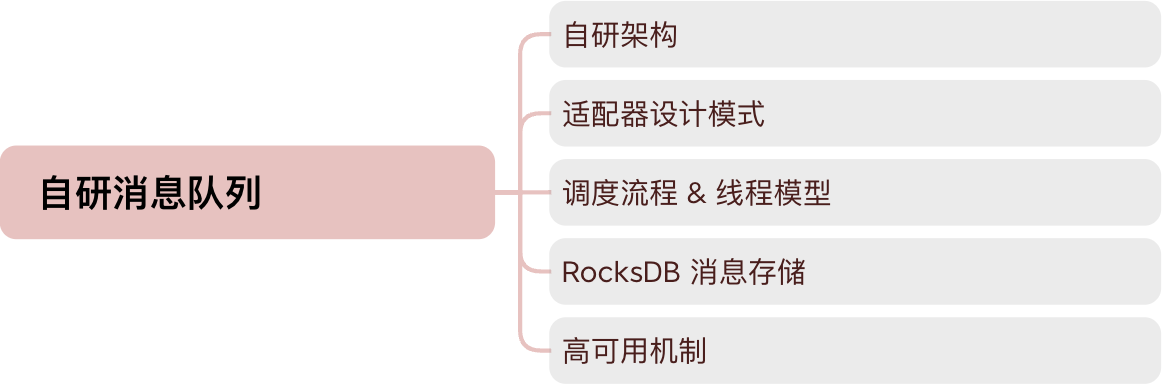 自研消息队列
自研架构
适配器设计模式
调度流程 & 线程模型
RocksDB 消息存储
高可用机制